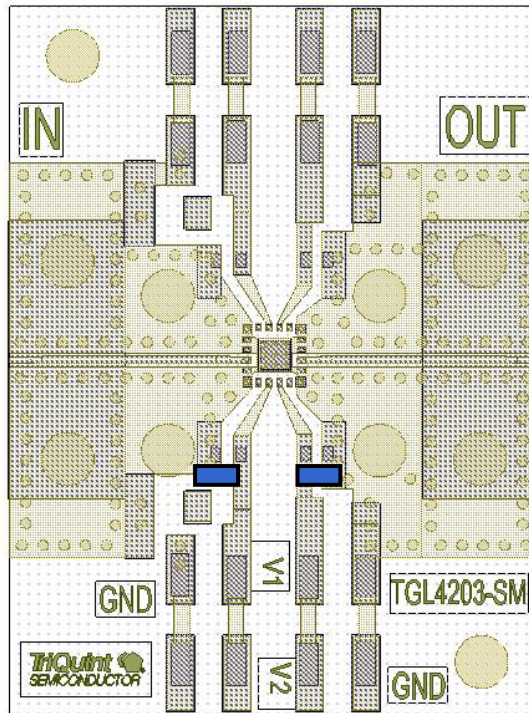 IN
OUT
V1
GND
TGL4203-SM
TriQuint
SEMICONDUCTOR
V2
GND